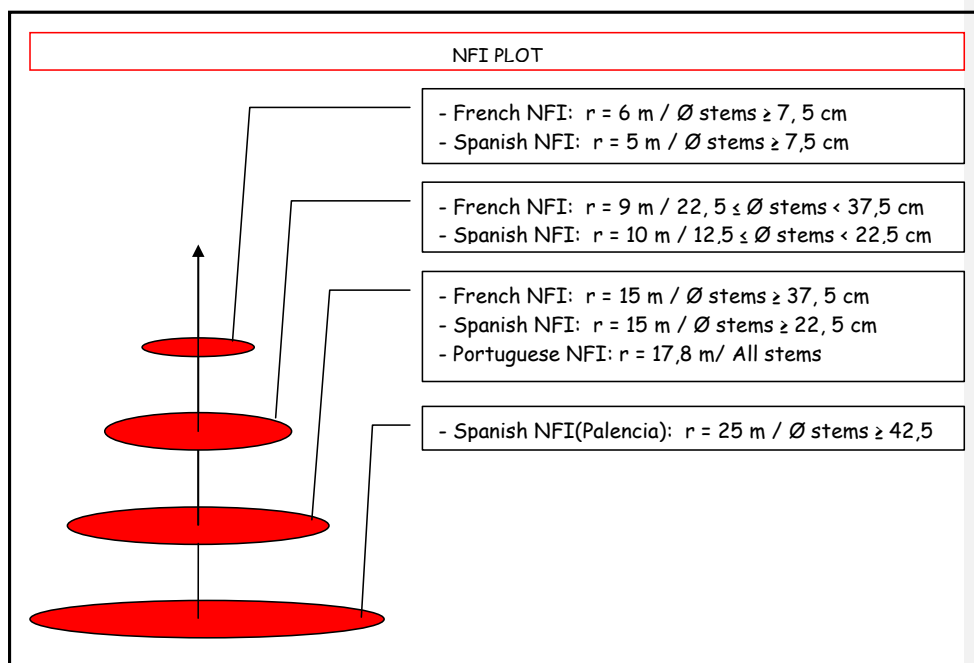 NFI PLOT
- French NFI: r = 6 m / Ø stems ≥ 7, 5 cm
- Spanish NFI: r = 5 m / Ø stems ≥ 7,5 cm
- French NFI: r = 9 m / 22, 5 ≤ Ø stems < 37,5 cm
- Spanish NFI: r = 10 m / 12,5 ≤ Ø stems < 22,5 cm
- French NFI: r = 15 m / Ø stems ≥ 37, 5 cm
- Spanish NFI: r = 15 m / Ø stems ≥ 22, 5 cm
- Portuguese NFI: r = 17,8 m/ All stems
- Spanish NFI(Palencia): r = 25 m / Ø stems ≥ 42,5